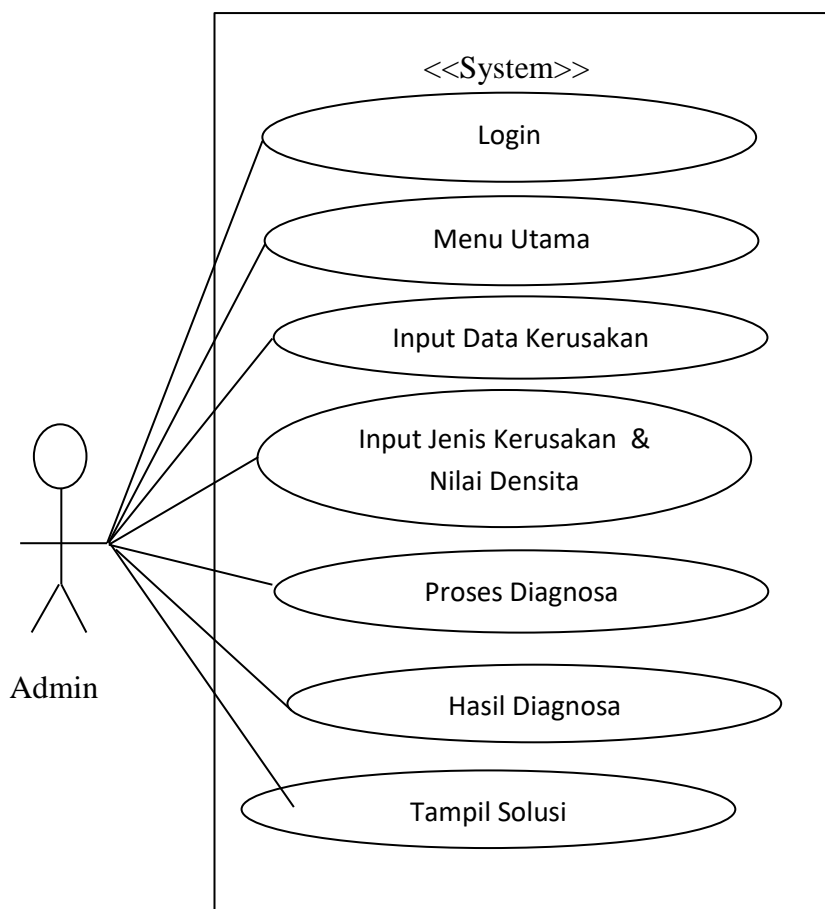 <<System>>
Login
Menu Utama
Input Data Kerusakan
Input Jenis Kerusakan &
Nilai Densita
Proses Diagnosa
Admin
Hasil Diagnosa
Tampil Solusi